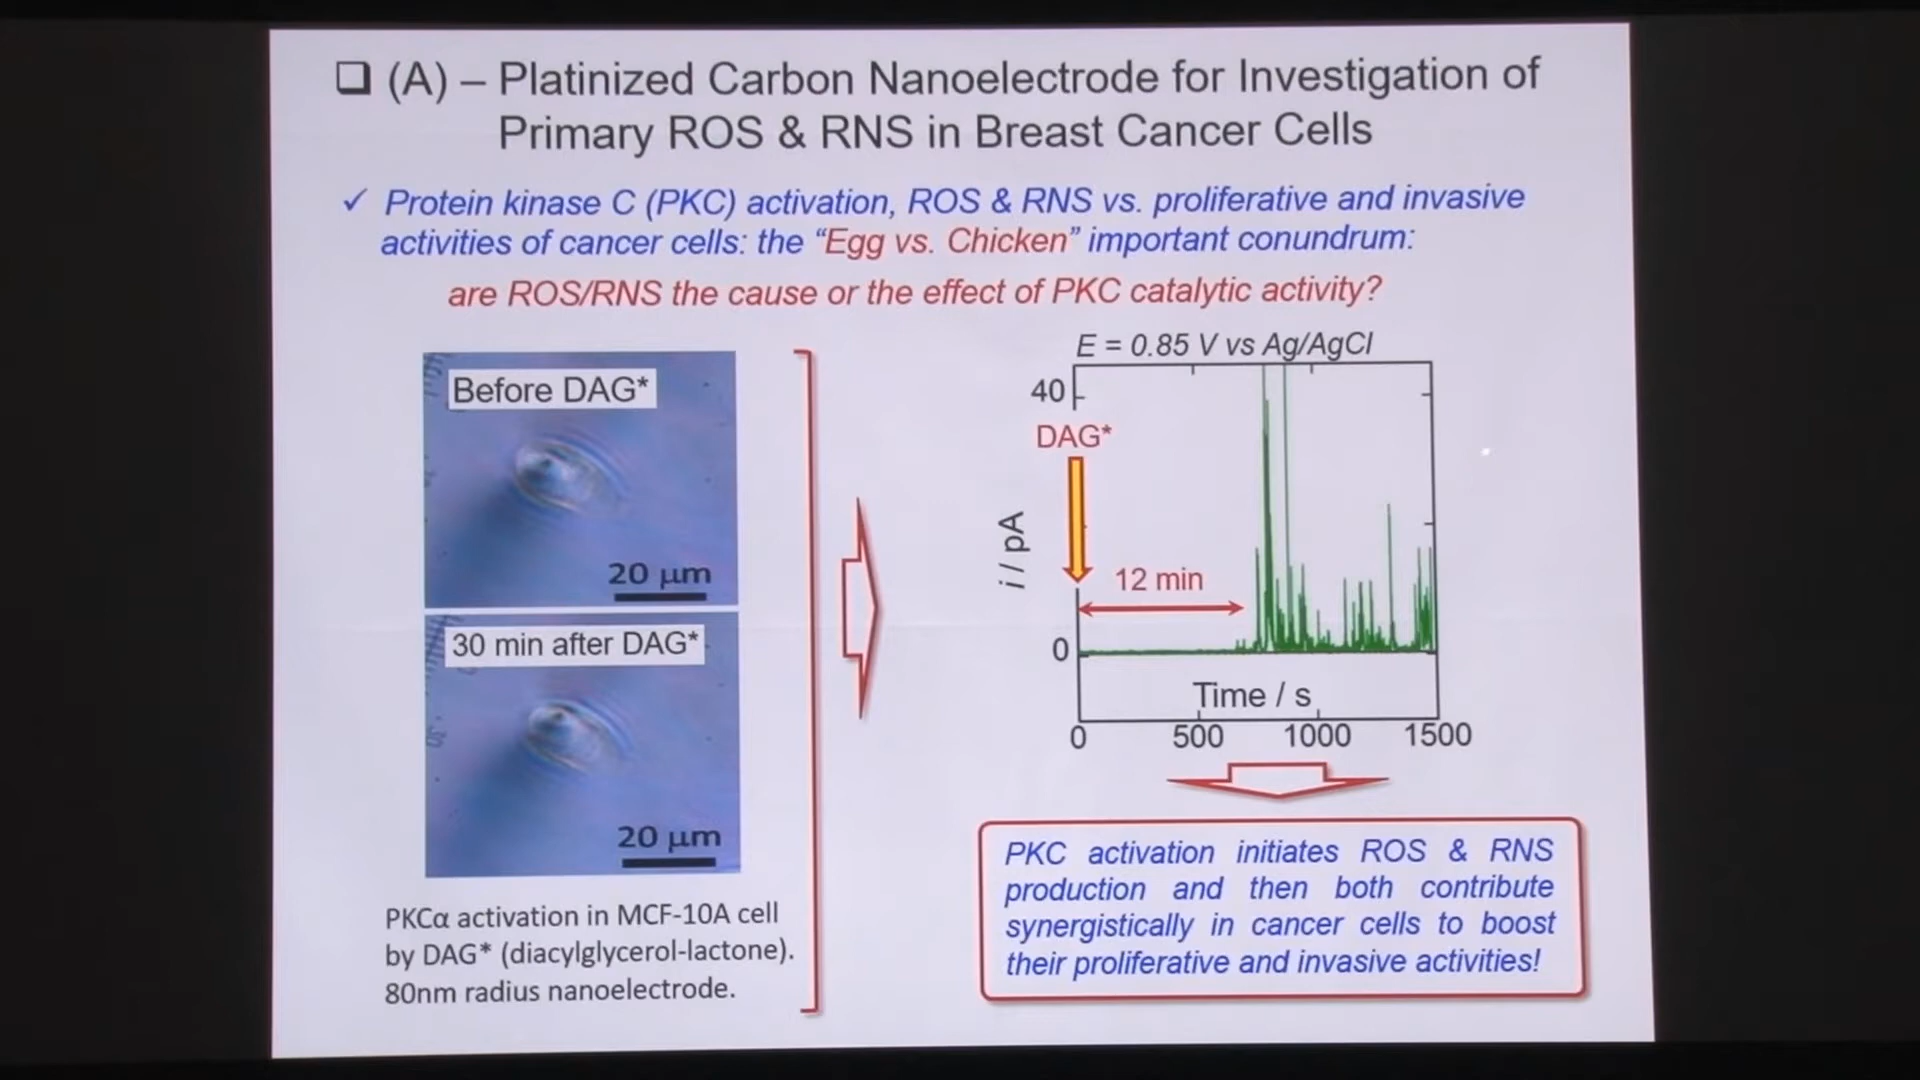 ❑ (A) – Platinized Carbon Nanoelectrode for Investigation of
Primary ROS & RNS in Breast Cancer Cells
✓ Protein kinase C (PKC) activation, ROS & RNS vs. proliferative and invasive
activities of cancer cells: the “Egg vs. Chicken” important conundrum:
are ROS/RNS the cause or the effect of PKC catalytic activity?
Before DAG*
20 µm
30 min after DAG*
20 µm
PKCα activation in MCF-10A cell
by DAG* (diacylglycerol-lactone).
80nm radius nanoelectrode.
E = 0.85 V vs Ag/AgCl
40
DAG*
i / pA
12 min
0
Time / s
0 500 1000 1500
PKC activation initiates ROS & RNS
production and then both contribute
synergistically in cancer cells to boost
their proliferative and invasive activities!